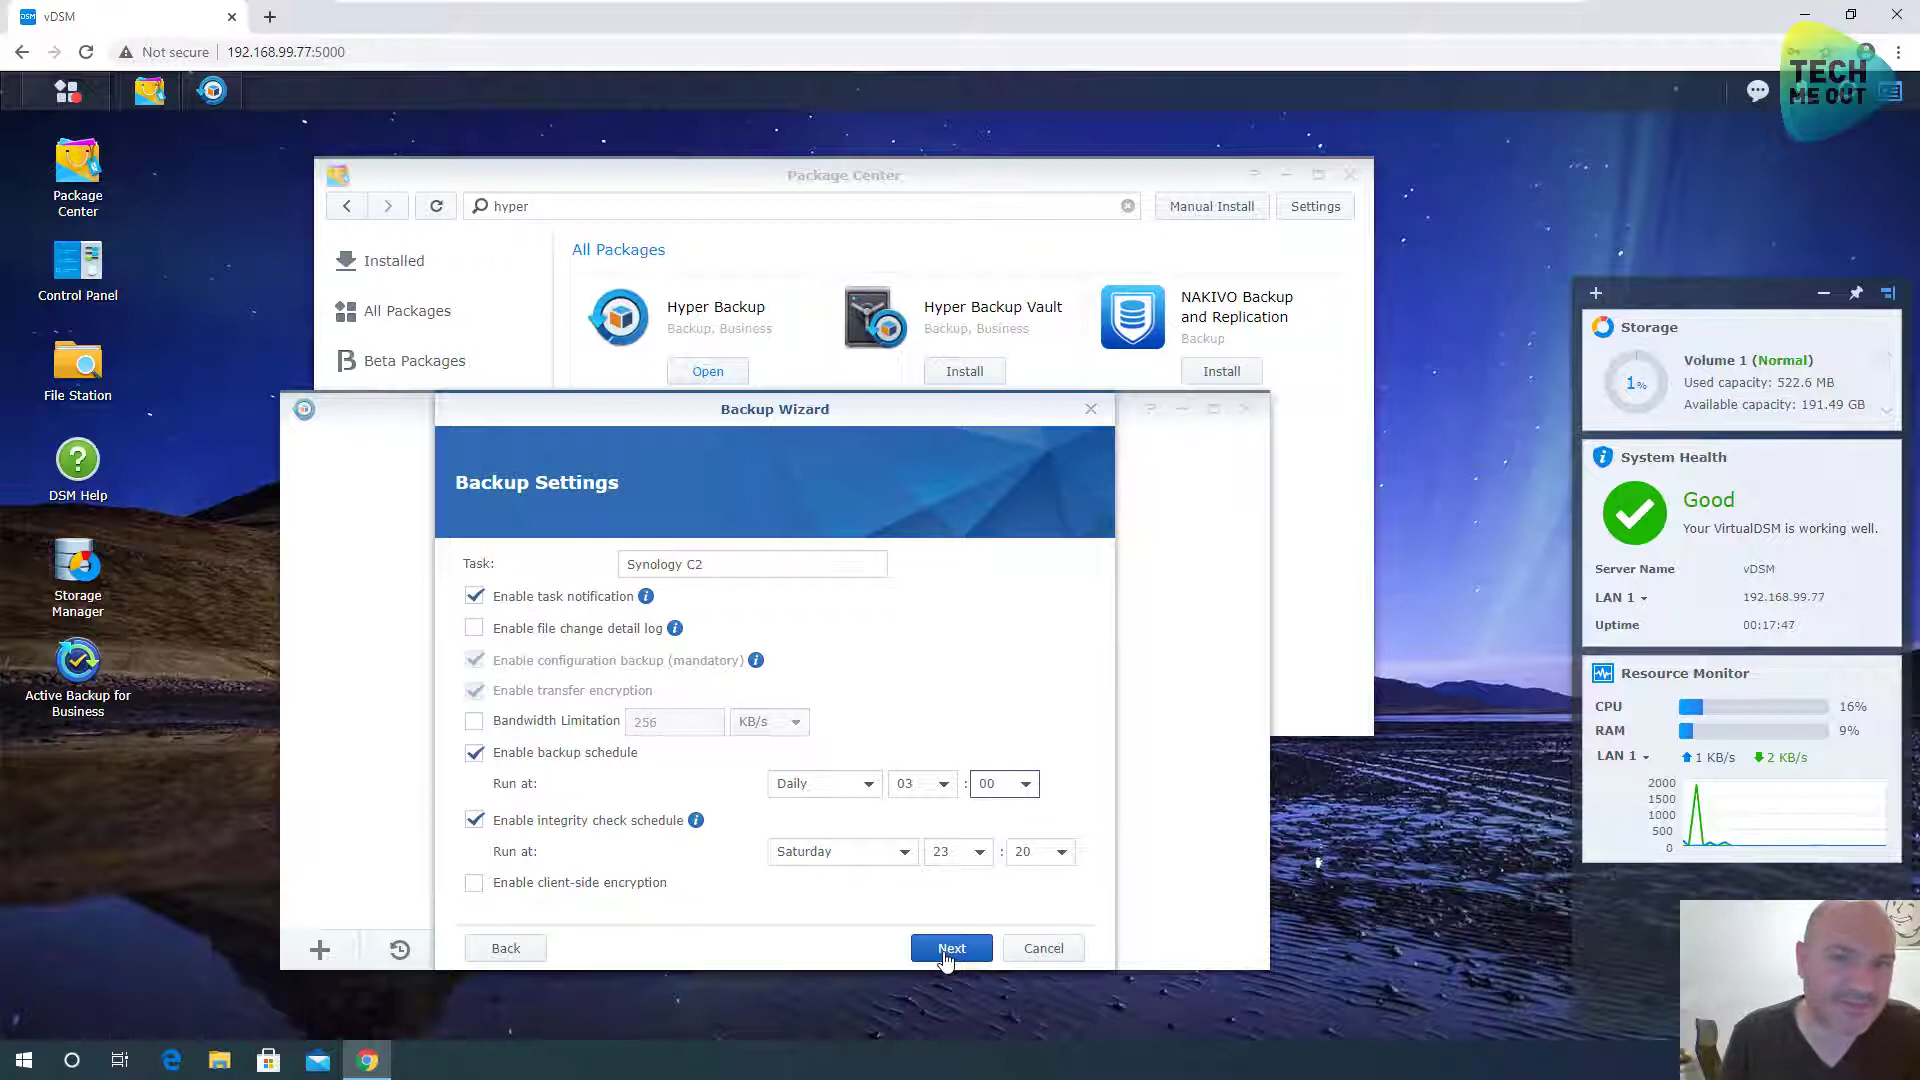 vDSM
Not secure
192.168.99.77:5000
TECH
ME OUT
Package
Center
Control Panel
File Station
DSM Help
Storage
Manager
Active Backup for
Business
Package Center
hyper
Manual Install
Settings
Installed
All Packages
Beta Packages
All Packages
Hyper Backup
Backup, Business
Open
Hyper Backup Vault
Backup, Business
Install
NAKIVO Backup
and Replication
Backup
Install
Backup Wizard
Backup Settings
Task:
Synology C2
Enable task notification
Enable file change detail log
Enable configuration backup (mandatory)
Enable transfer encryption
Bandwidth Limitation 256 KB/s
Enable backup schedule
Run at: Daily 03 : 00
Enable integrity check schedule
Run at: Saturday 23 : 20
Enable client-side encryption
Back
Next
Cancel
Storage
1%
Volume 1 (Normal)
Used capacity: 522.6 MB
Available capacity: 191.49 GB
System Health
Good
Your VirtualDSM is working well.
Server Name vDSM
LAN 1 192.168.99.77
Uptime 00:17:47
Resource Monitor
CPU 16%
RAM 9%
LAN 1 1 KB/s 2 KB/s
2000
1500
1000
500
0